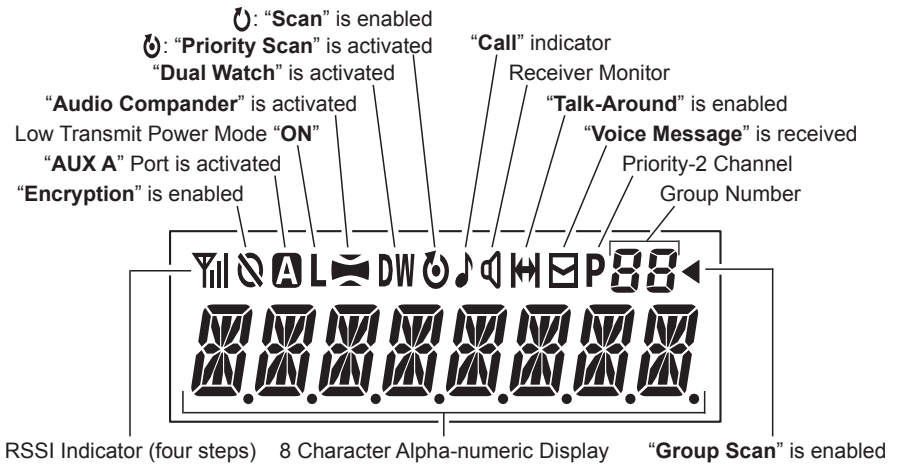 ↻: “Scan” is enabled
: “Priority Scan” is activated
“Dual Watch” is activated
“Audio Compander” is activated
Low Transmit Power Mode “ON”
“AUX A” Port is activated
“Encryption” is enabled
“Call” indicator
Receiver Monitor
“Talk-Around” is enabled
“Voice Message” is received
Priority-2 Channel
Group Number
A L DW ♪ P 88 ◀
RSSI Indicator (four steps)
8 Character Alpha-numeric Display
“Group Scan” is enabled